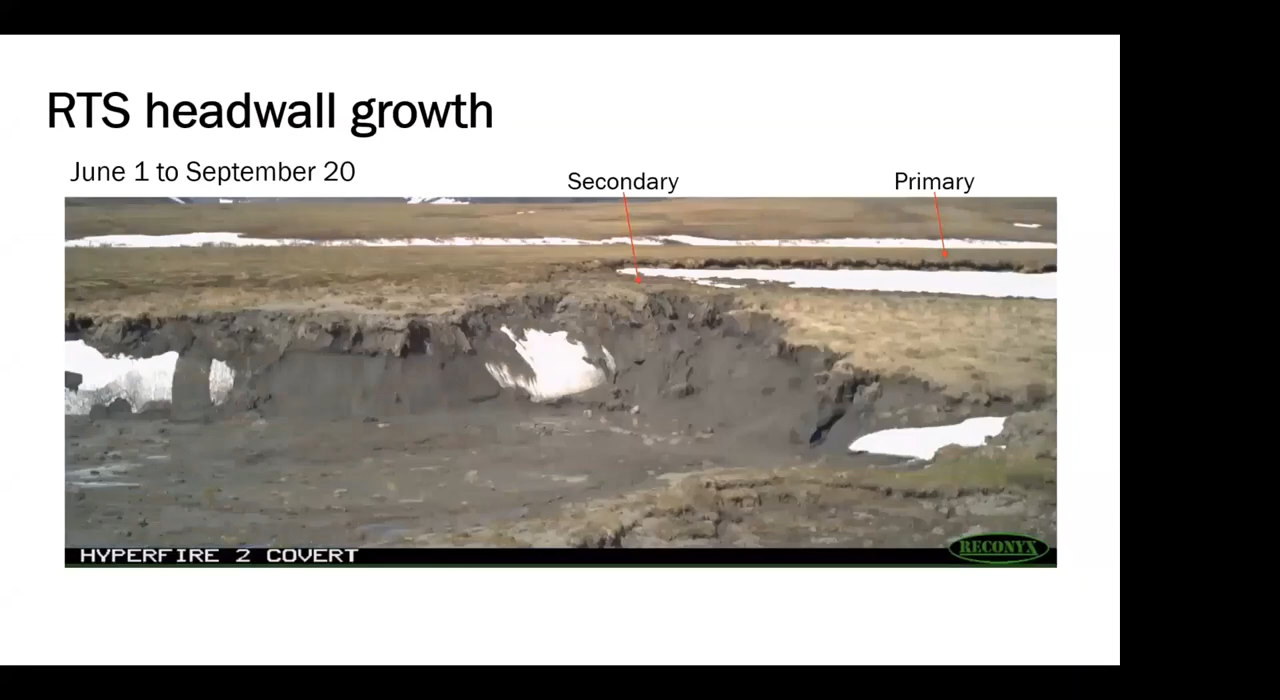 RTS headwall growth
June 1 to September 20
Secondary
Primary
HYPERFIRE 2 COVERT
RECONYX